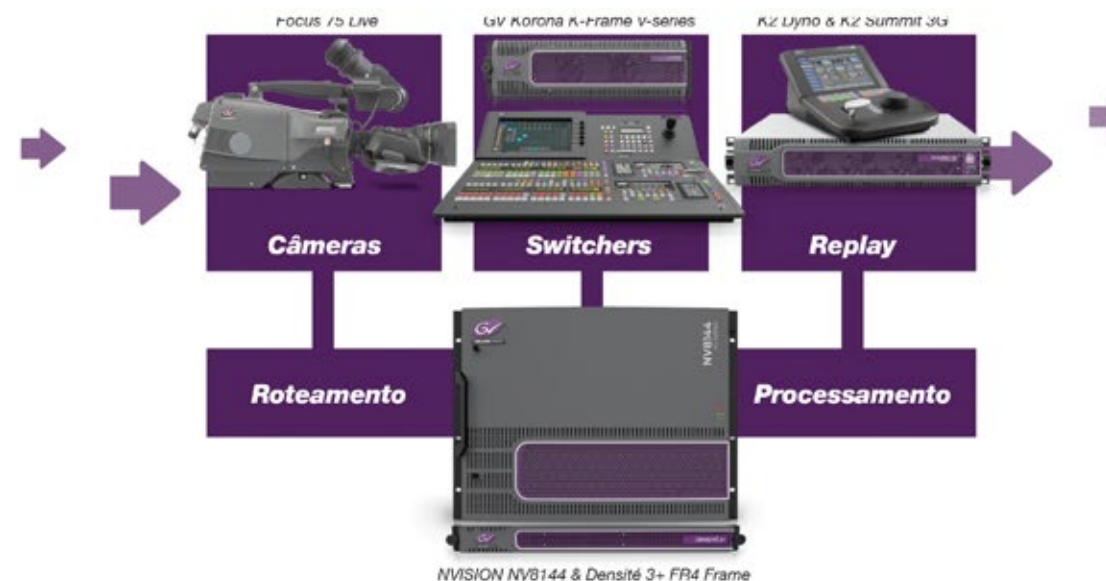 Focus 75 Live
GV Korona K-Frame V-series
K2 Dyno & K2 Summit 3G
Câmeras
Switchers
Replay
GV
NV8144
Roteamento
Processamento
NVISION NV8144 & Densité 3+ FR4 Frame